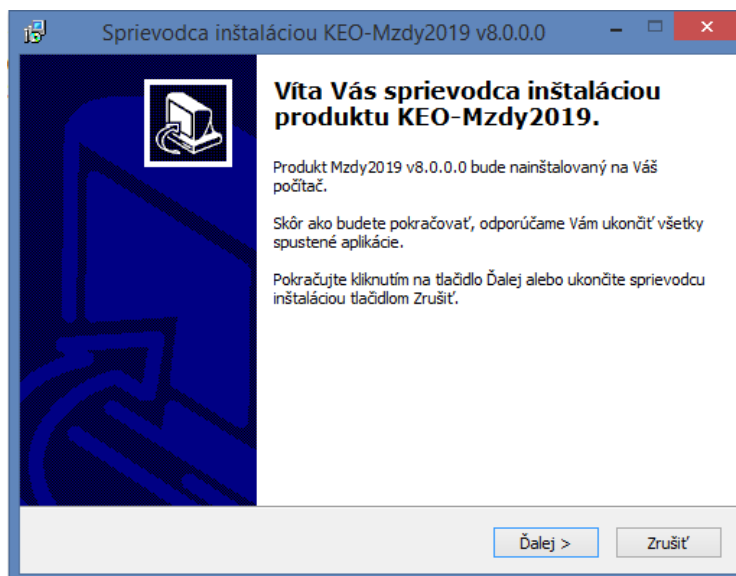 Sprievodca inštaláciou KEO-Mzdy2019 v8.0.0.0
Víta Vás sprievodca inštaláciou
produktu KEO-Mzdy2019.
Produkt Mzdy2019 v8.0.0.0 bude nainštalovaný na Váš
počítač.
Skôr ako budete pokračovať, odporúčame Vám ukončiť všetky
spustené aplikácie.
Pokračujte kliknutím na tlačidlo Ďalej alebo ukončite sprievodcu
inštaláciou tlačidlom Zrušiť.
Ďalej >
Zrušiť